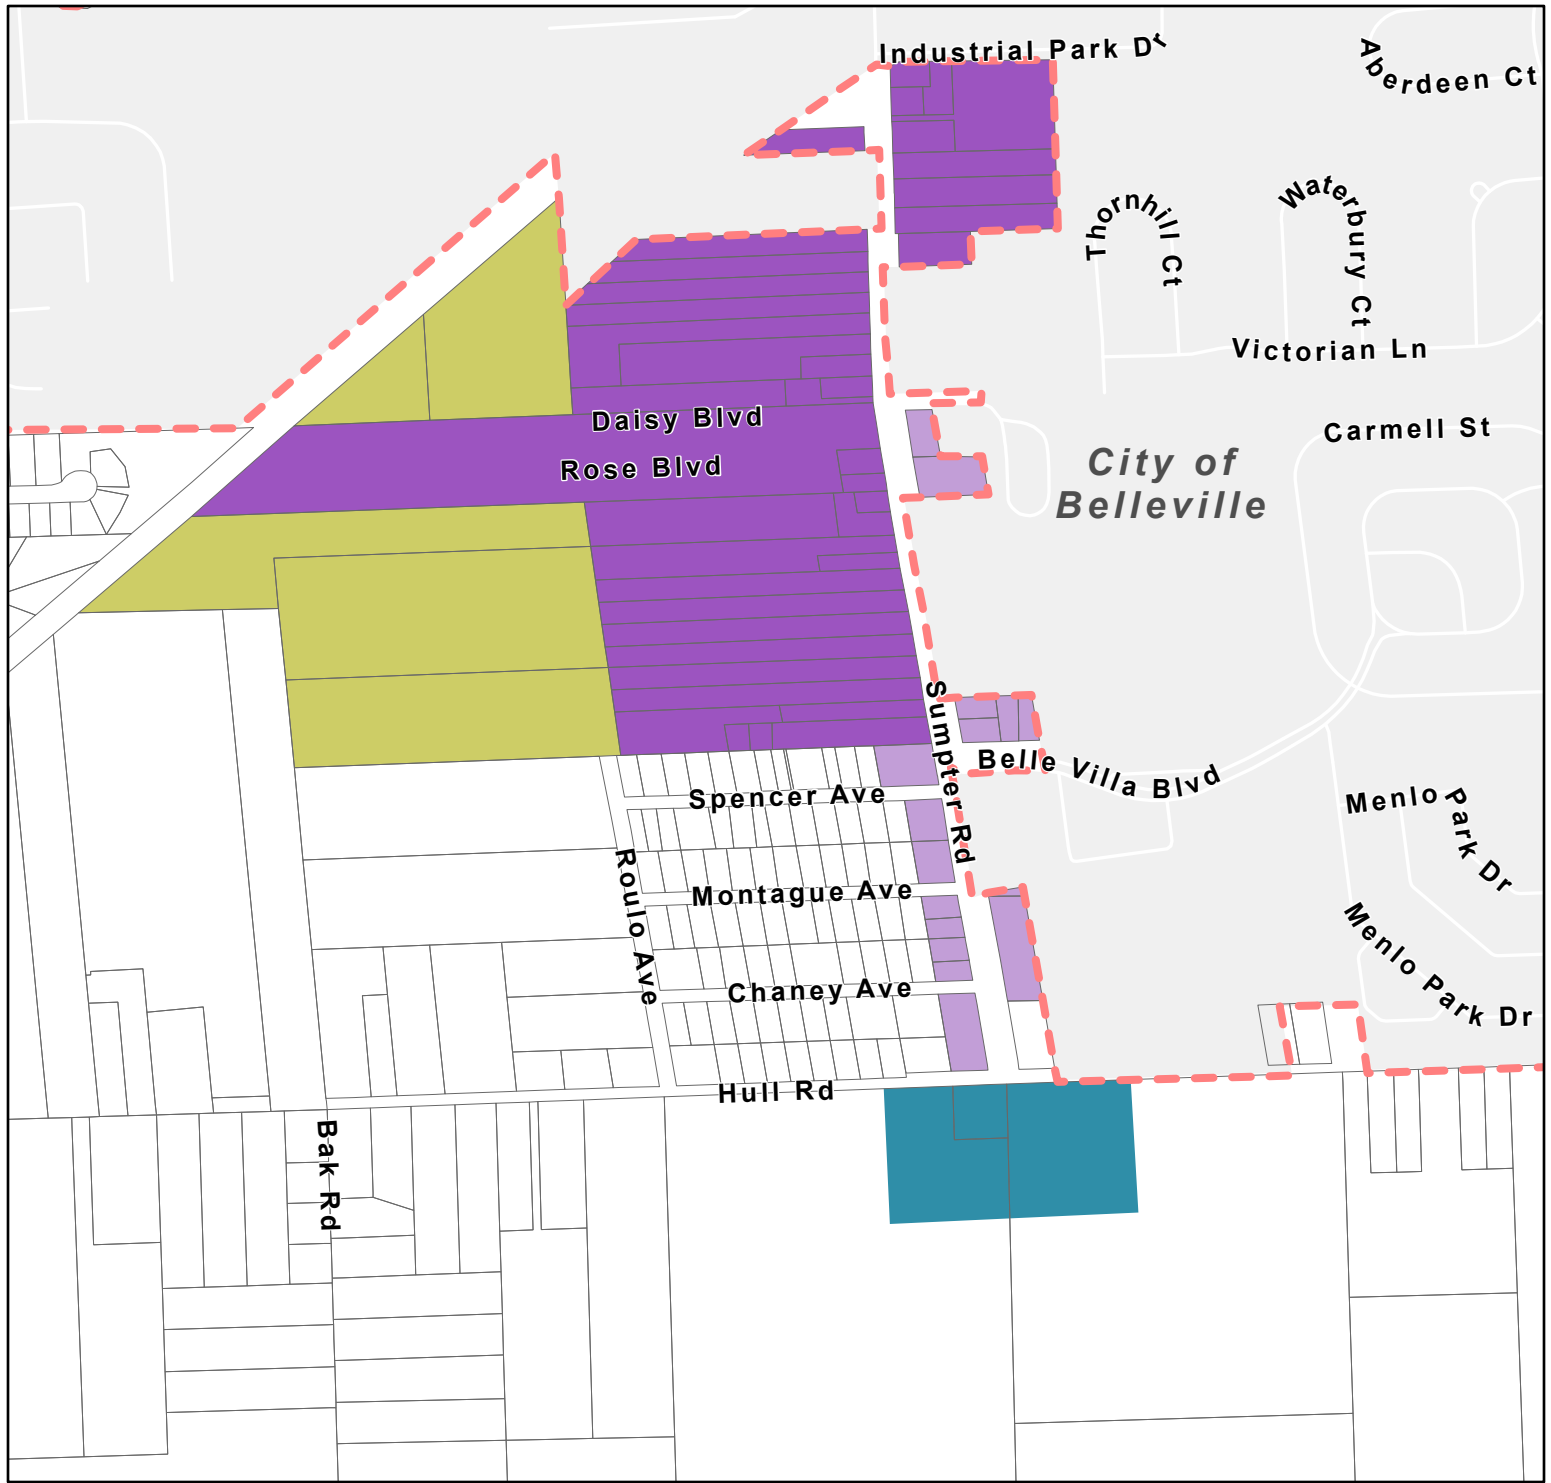 Industrial Park Dr
Aberdeen Ct
Thornhill Ct
Waterbury Ct
Victorian Ln
Daisy Blvd
Carmell St
Rose Blvd
City of
Belleville
Sumpter Rd
Belle Villa Blvd
Spencer Ave
Menlo Park Dr
Roulo Ave
Montague Ave
Menlo Park Dr
Chaney Ave
Hull Rd
Bak Rd